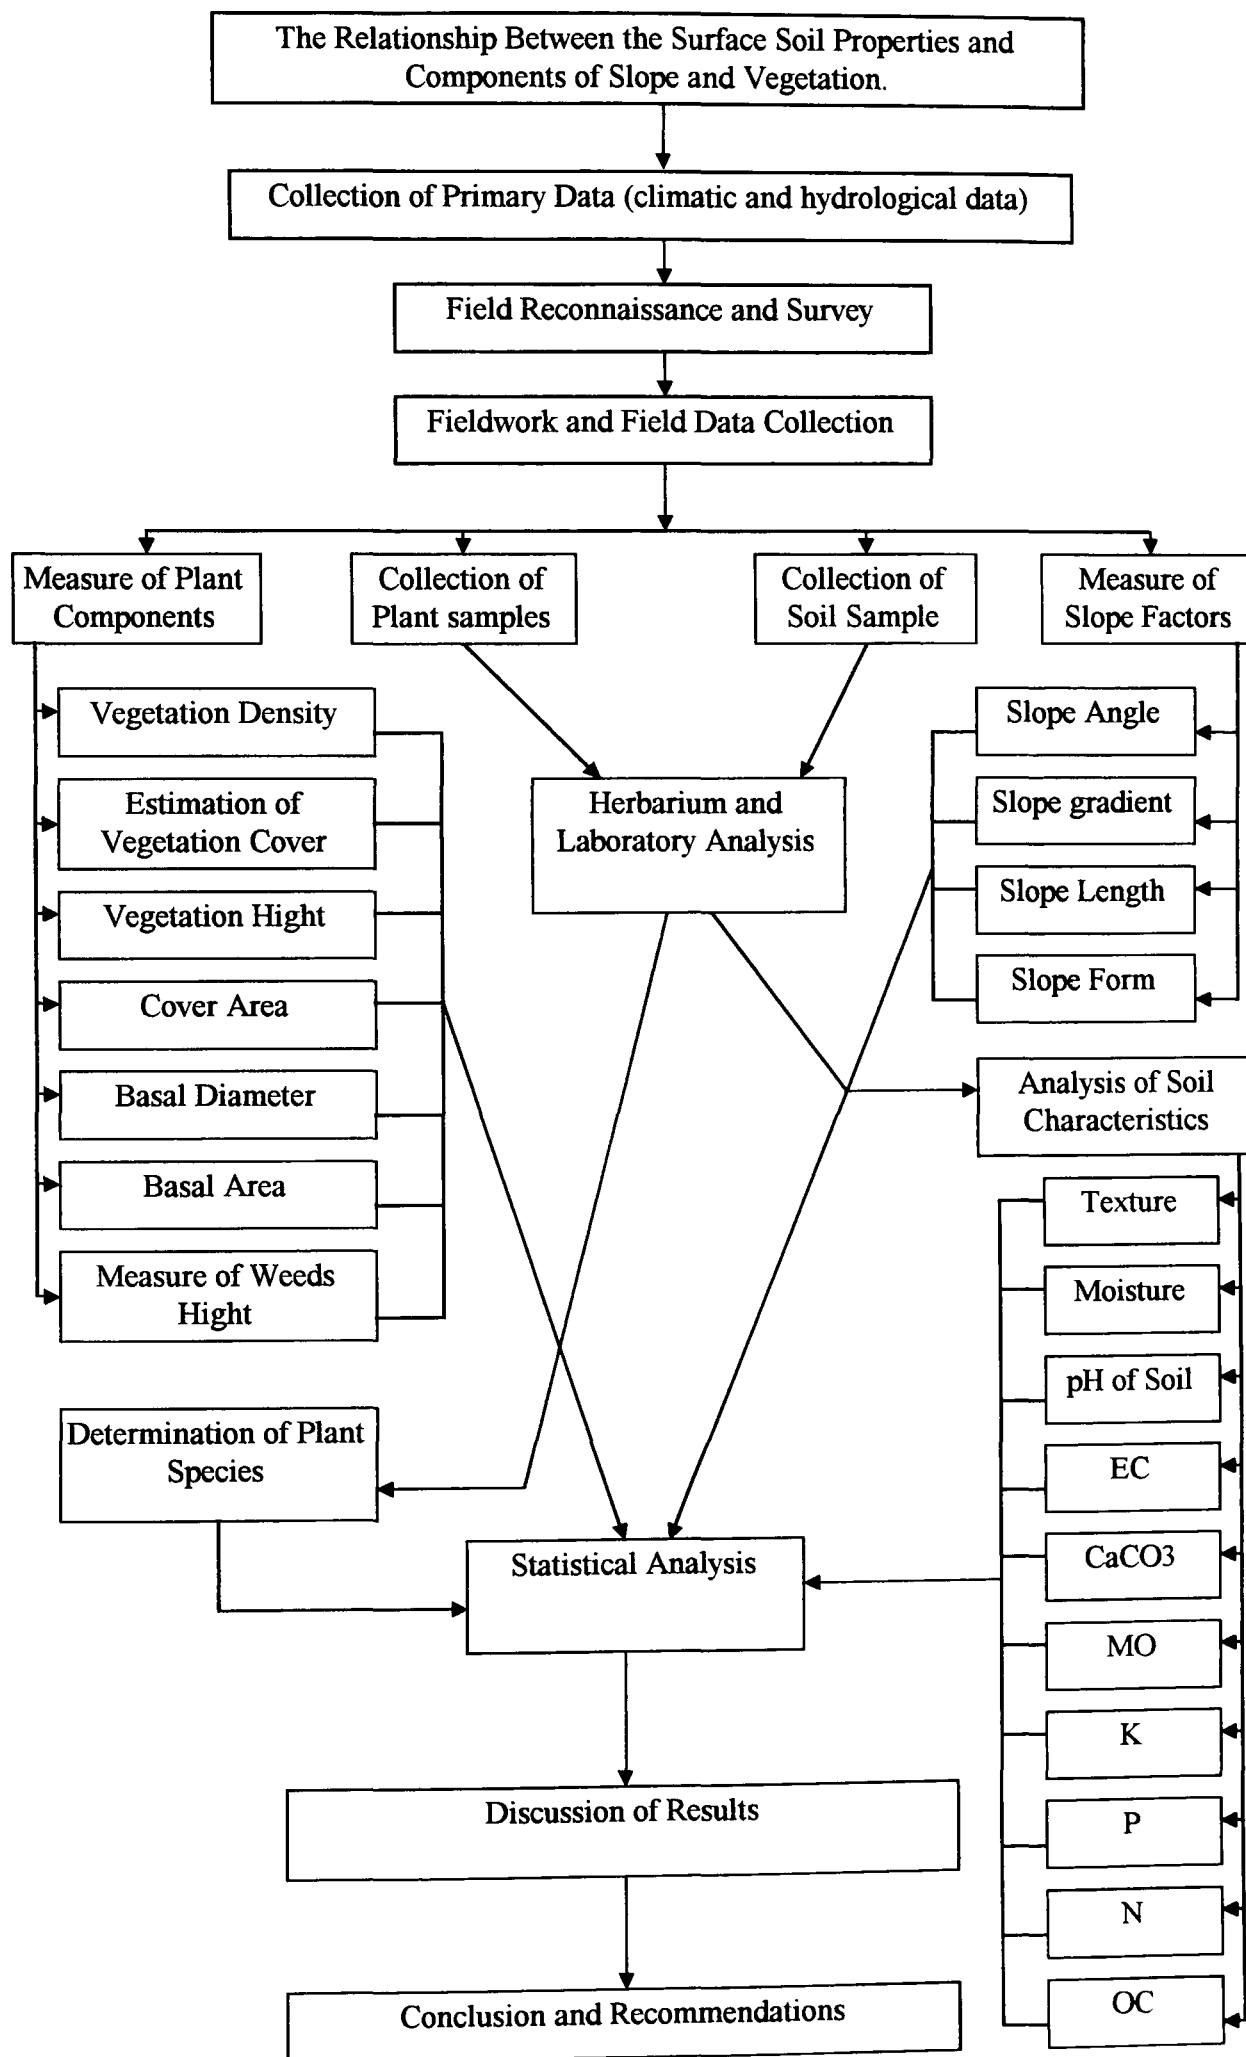 The Relationship Between the Surface Soil Properties and
Components of Slope and Vegetation.
Collection of Primary Data (climatic and hydrological data)
Field Reconnaissance and Survey
Fieldwork and Field Data Collection
Measure of Plant
Components
Collection of
Plant samples
Collection of
Soil Sample
Measure of
Slope Factors
Vegetation Density
Estimation of
Vegetation Cover
Vegetation Hight
Cover Area
Basal Diameter
Basal Area
Measure of Weeds
Hight
Herbarium and
Laboratory Analysis
Slope Angle
Slope gradient
Slope Length
Slope Form
Analysis of Soil
Characteristics
Texture
Moisture
pH of Soil
EC
CaCO3
MO
K
P
N
OC
Determination of Plant
Species
Statistical Analysis
Discussion of Results
Conclusion and Recommendations